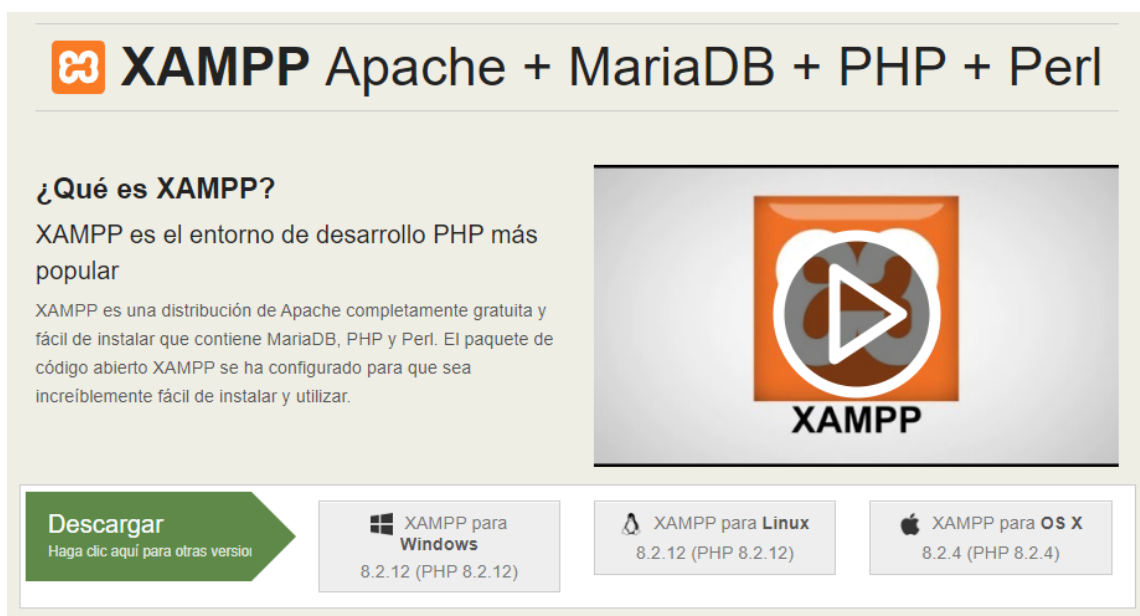 XAMPP Apache + MariaDB + PHP + Perl
¿Qué es XAMPP?
XAMPP es el entorno de desarrollo PHP más
popular
XAMPP es una distribución de Apache completamente gratuita y
fácil de instalar que contiene MariaDB, PHP y Perl. El paquete de
código abierto XAMPP se ha configurado para que sea
increíblemente fácil de instalar y utilizar.
XAMPP
Descargar
Haga clic aquí para otras version
XAMPP para
Windows
8.2.12 (PHP 8.2.12)
XAMPP para Linux
8.2.12 (PHP 8.2.12)
XAMPP para OS X
8.2.4 (PHP 8.2.4)